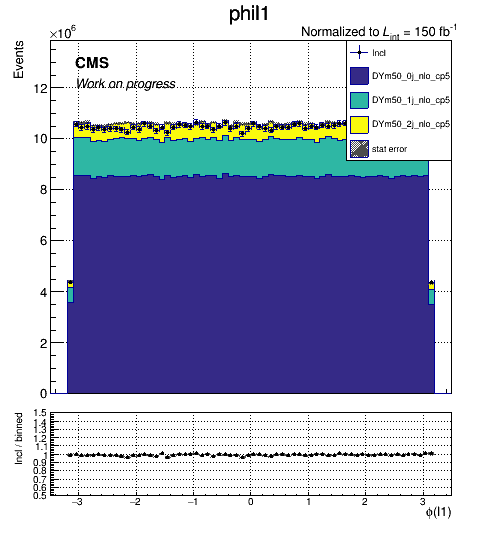 phil1
×10⁶
Normalized to L_int = 150 fb⁻¹
Events
CMS
Work on progress
Incl
DYm50_0j_nlo_cp5
DYm50_1j_nlo_cp5
DYm50_2j_nlo_cp5
stat error
12
10
8
6
4
2
0
Incl / binned
1.5
1.4
1.3
1.2
1.1
1
0.9
0.8
0.7
0.6
0.5
−3 −2 −1 0 1 2 3
ϕ(l1)